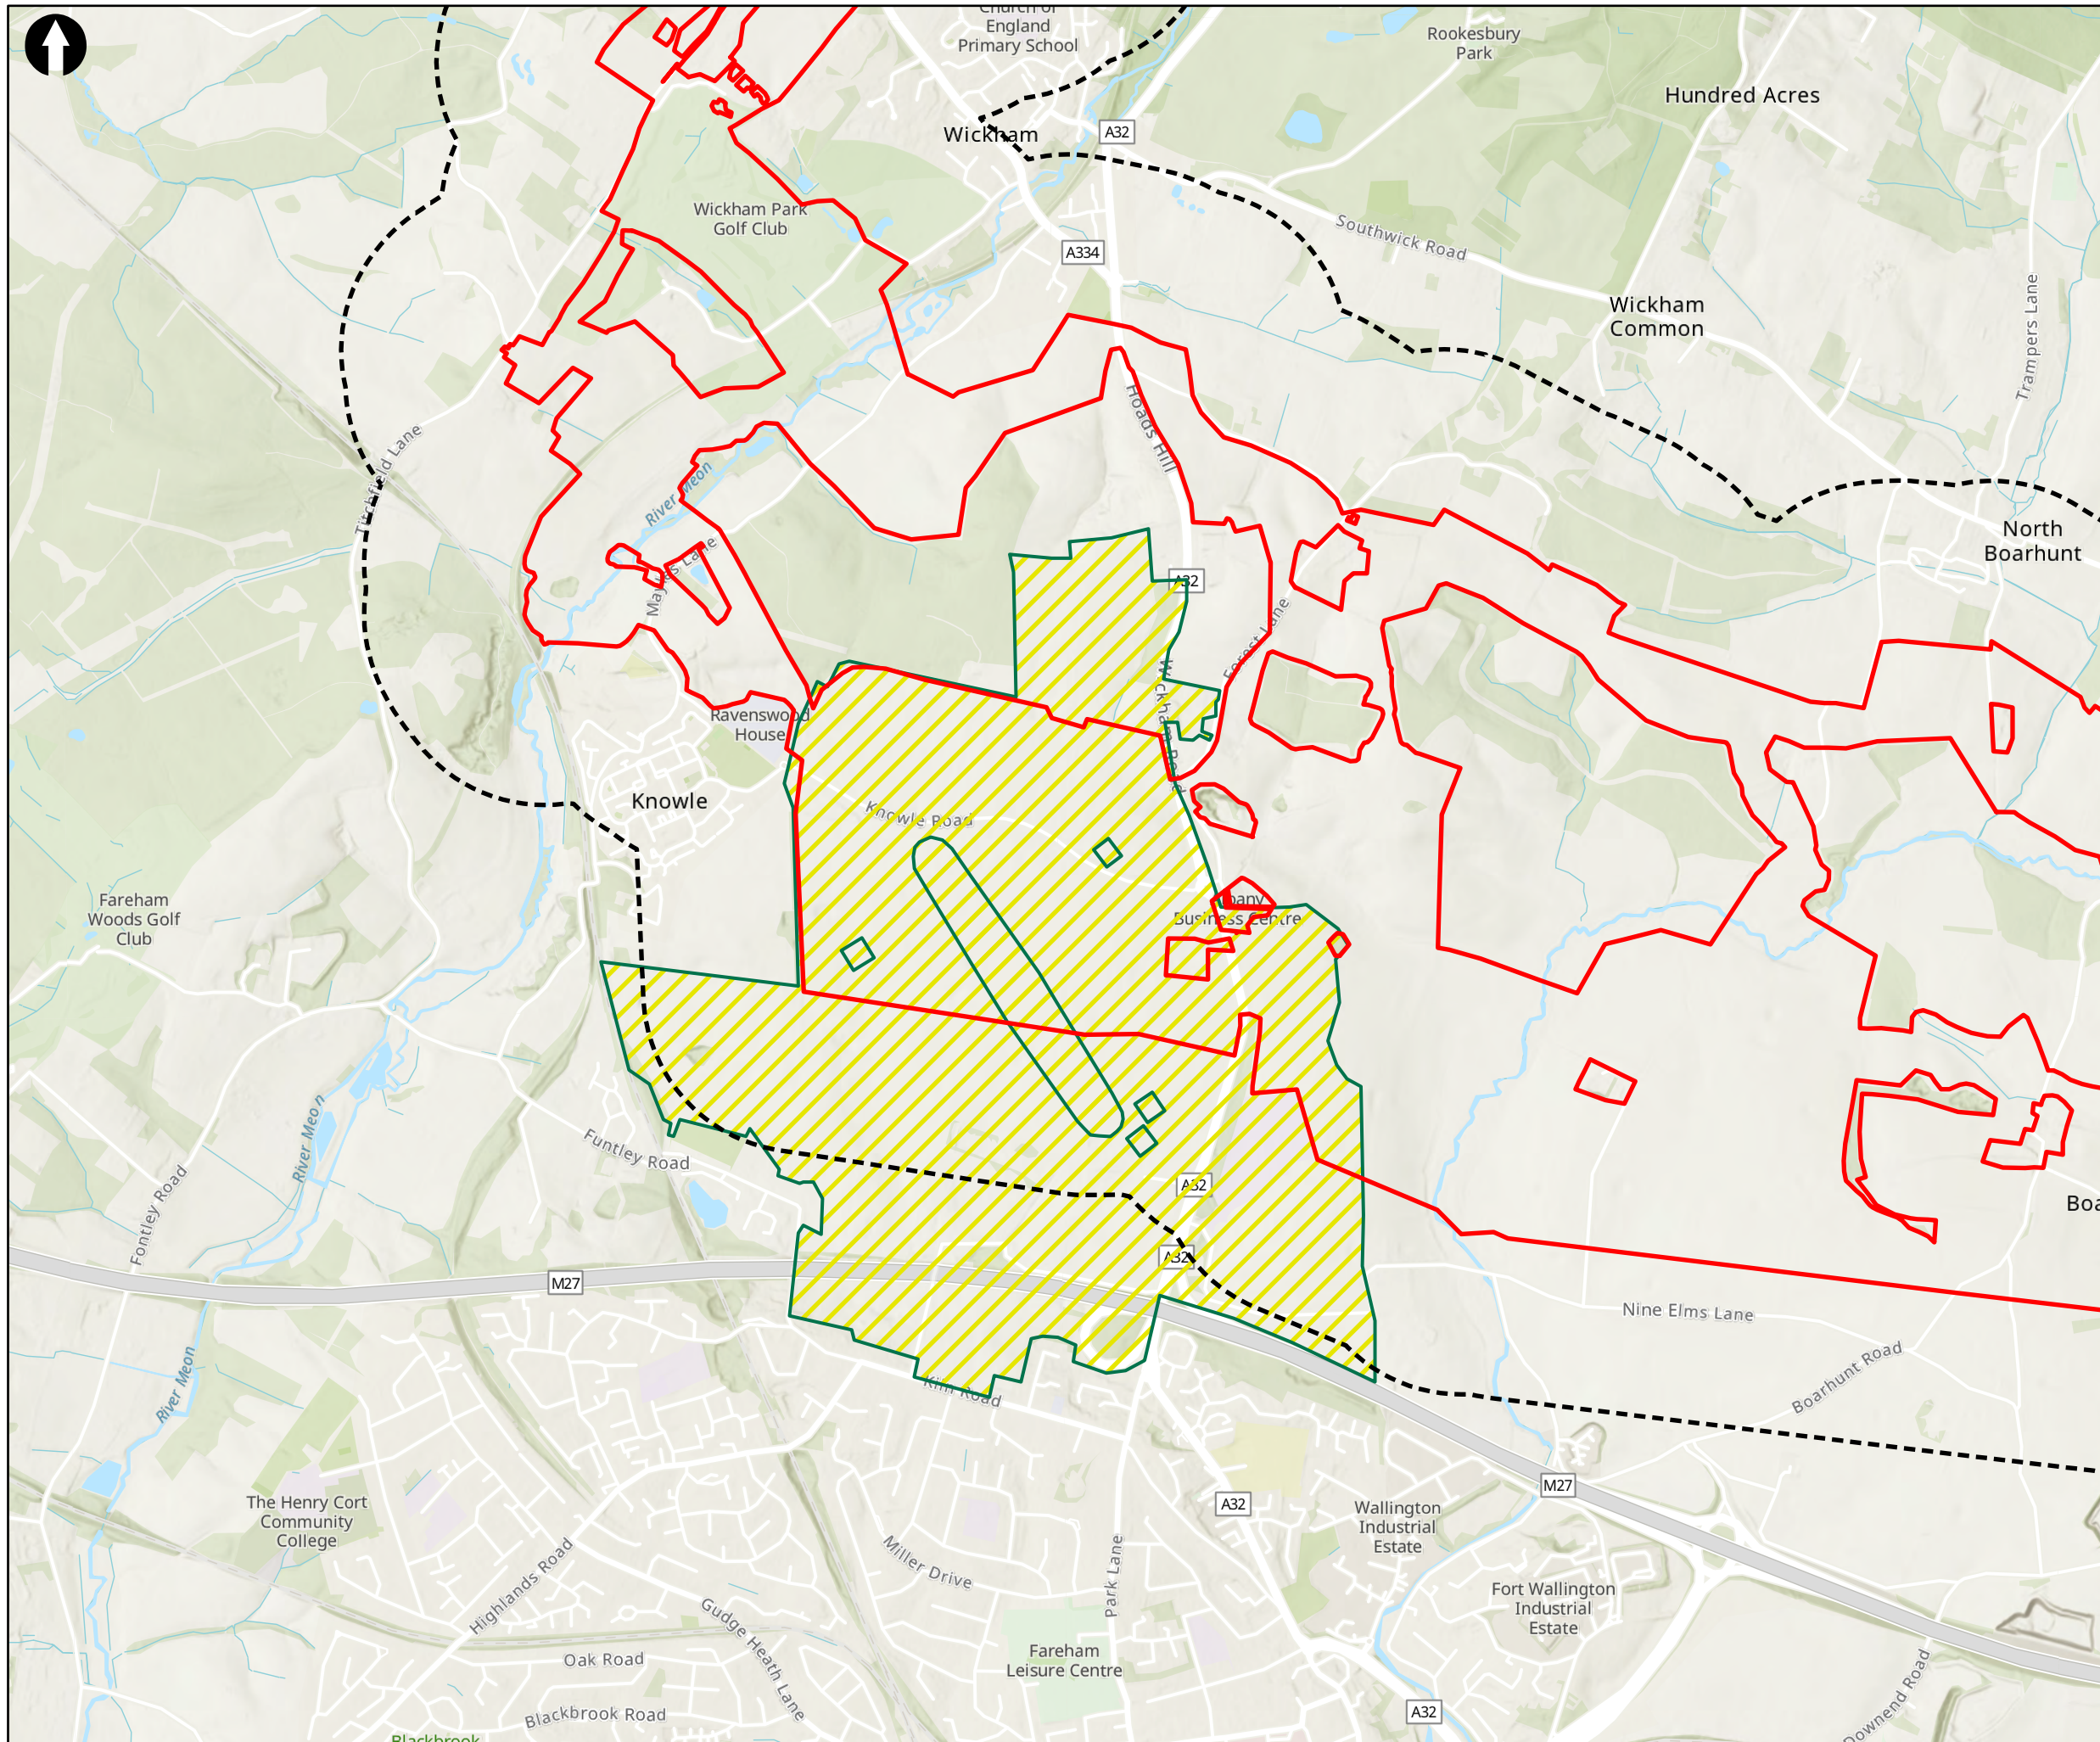 Church of
England
Primary School
Rookesbury
Park
Hundred Acres
Wickham
A32
Wickham Park
Golf Club
A334
Southwick Road
Wickham
Common
Trampers Lane
Titchfield Lane
Hoads Hill
River Meon
North
Boarhunt
Mayles Lane
A32
Forest Lane
Wickham Road
Ravenswood
House
Knowle
Knowle Road
Fareham
Woods Golf
Club
Business Centre
River Meon
Funtley Road
Fontley Road
A32
A32
M27
Nine Elms Lane
Boarhunt Road
River Meon
Kiln Road
M27
The Henry Cort
Community
College
A32
Wallington
Industrial
Estate
Highlands Road
Miller Drive
Park Lane
Fort Wallington
Industrial
Estate
Gudge Heath Lane
Oak Road
Fareham
Leisure Centre
Blackbrook Road
A32
Downend Road
Blackbrook